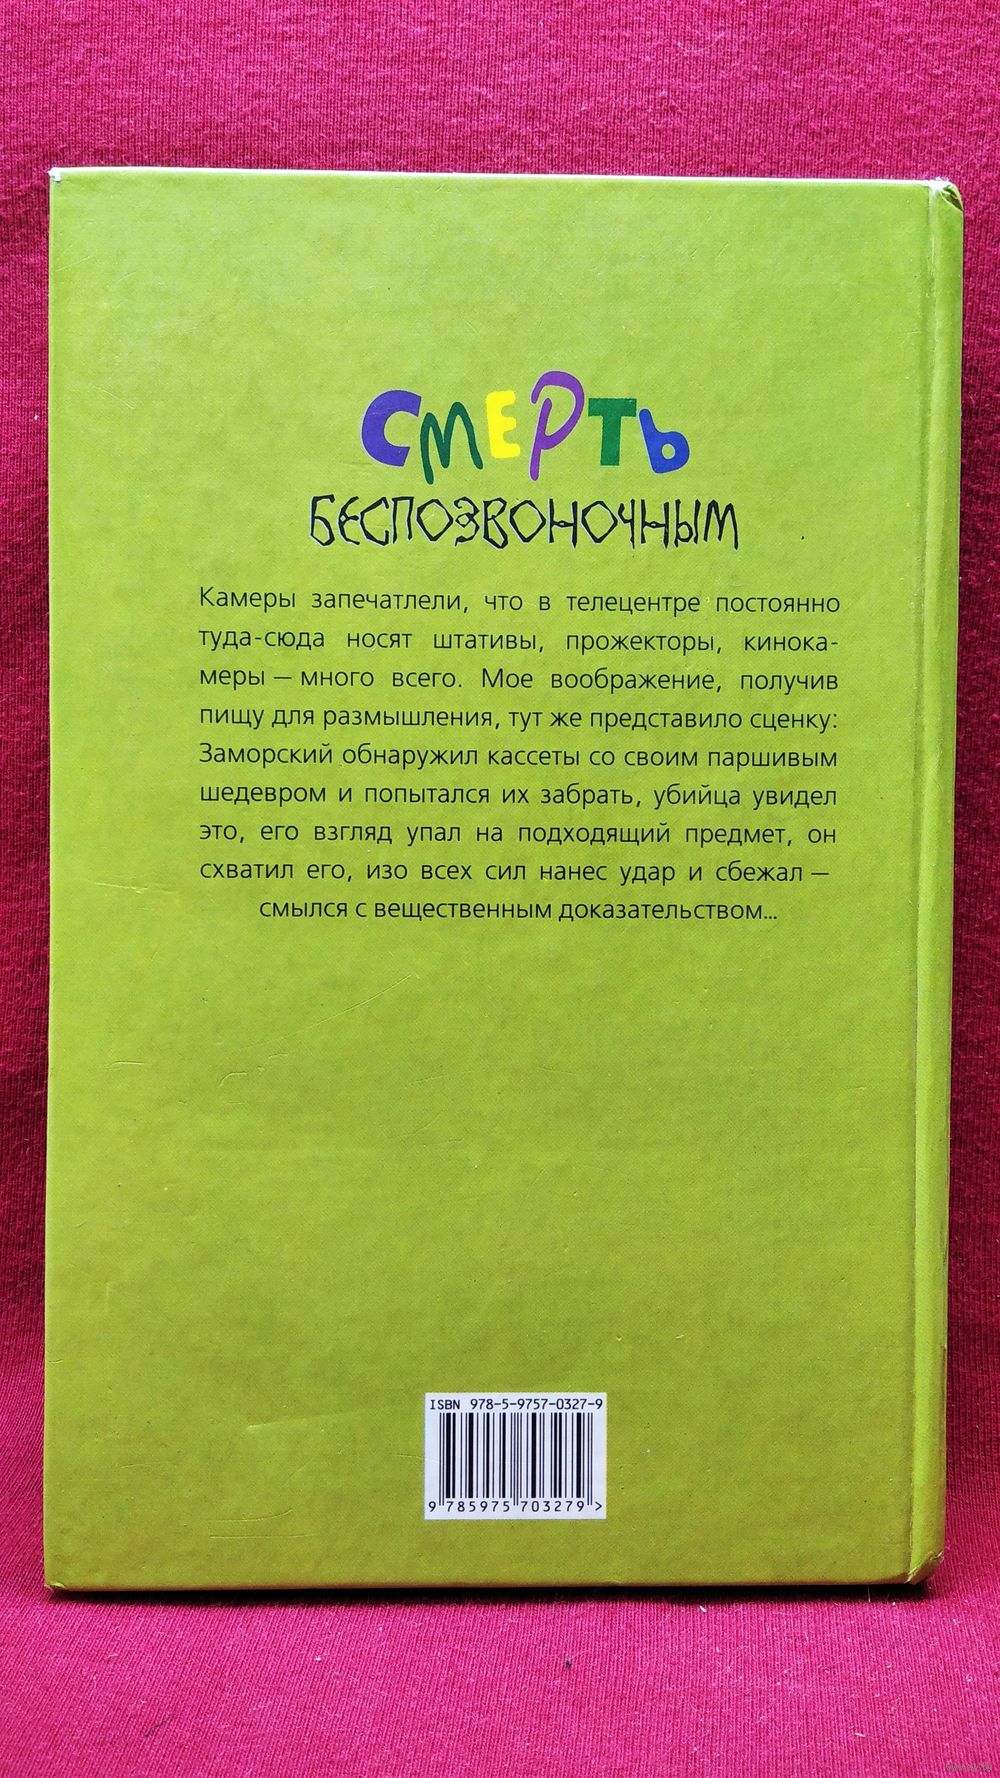 СМЕРТЬ
БЕСПОЗВОНОЧНЫМ
Камеры запечатлели, что в телецентре постоянно
туда-сюда носят штативы, прожекторы, кинока-
меры — много всего. Мое воображение, получив
пищу для размышления, тут же представило сценку:
Заморский обнаружил кассеты со своим паршивым
шедевром и попытался их забрать, убийца увидел
это, его взгляд упал на подходящий предмет, он
схватил его, изо всех сил нанес удар и сбежал —
смылся с вещественным доказательством...
ISBN 978-5-9757-0327-9
9 785975 703279 >